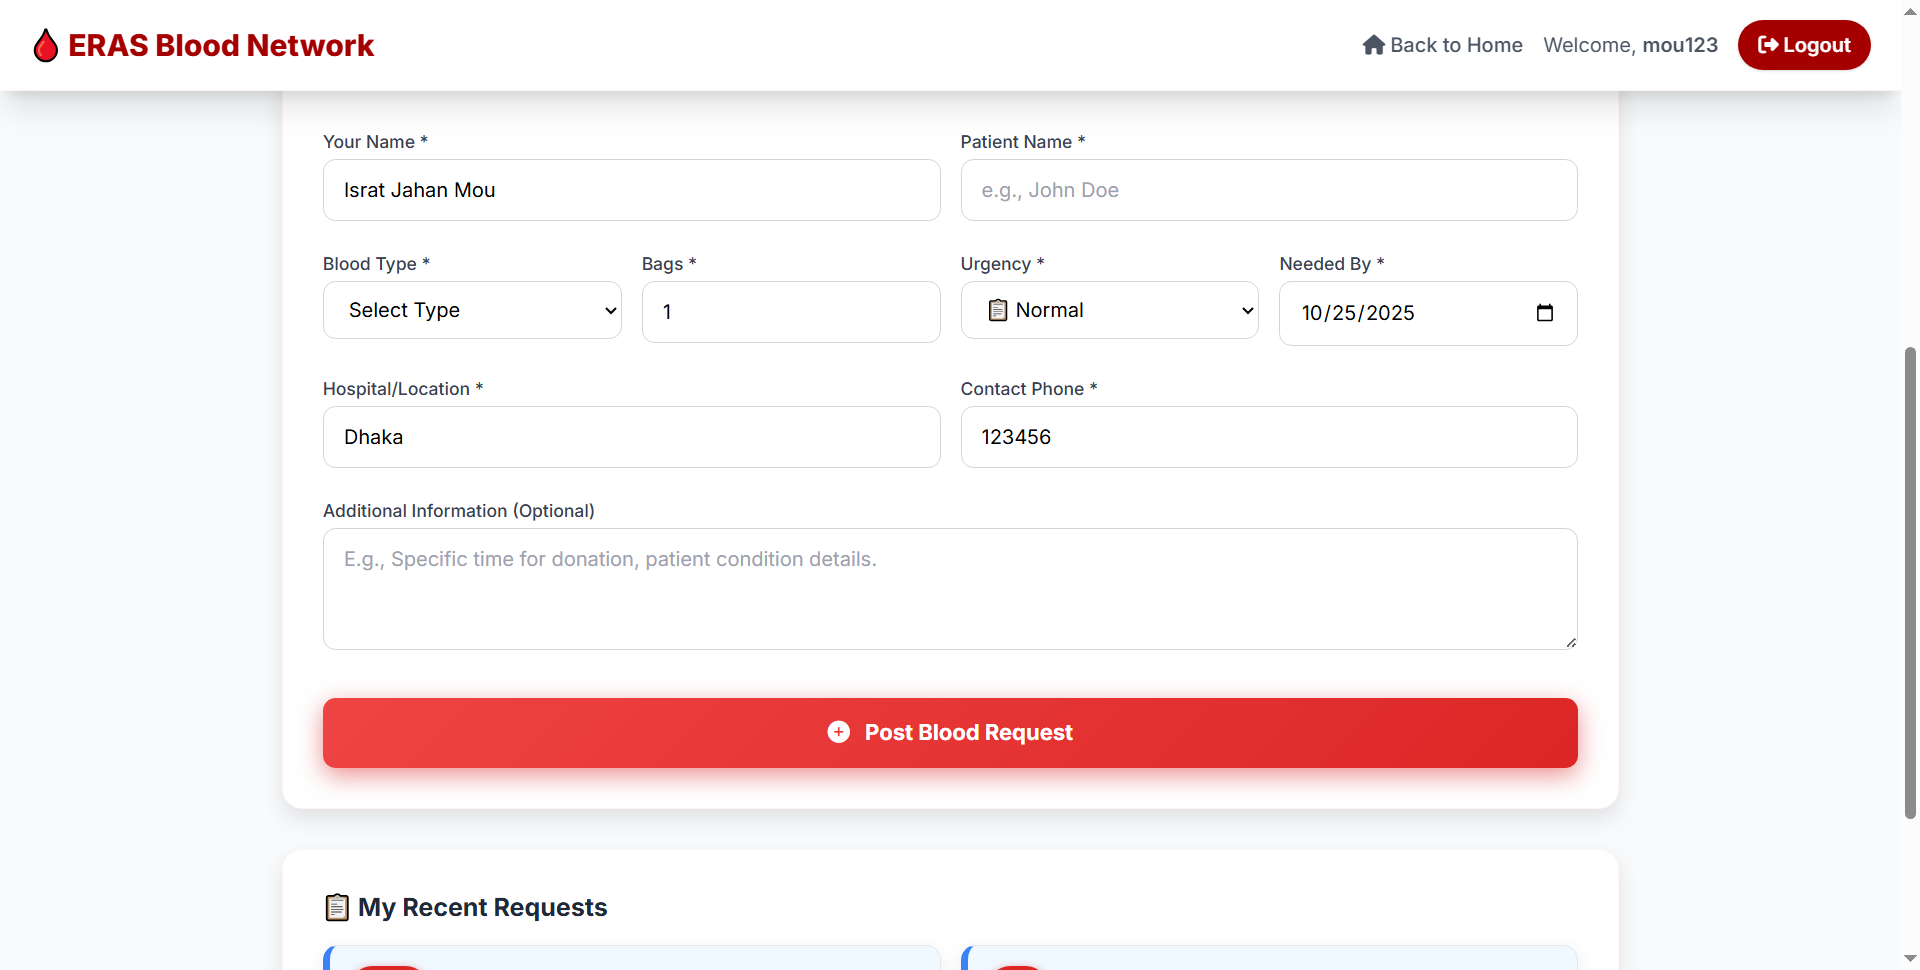 ERAS Blood Network
Back to Home Welcome, mou123 Logout
Your Name * Patient Name *
Israt Jahan Mou e.g., John Doe
Blood Type * Bags * Urgency * Needed By *
Select Type 1 Normal 10/25/2025
Hospital/Location * Contact Phone *
Dhaka 123456
Additional Information (Optional)
E.g., Specific time for donation, patient condition details.
Post Blood Request
My Recent Requests